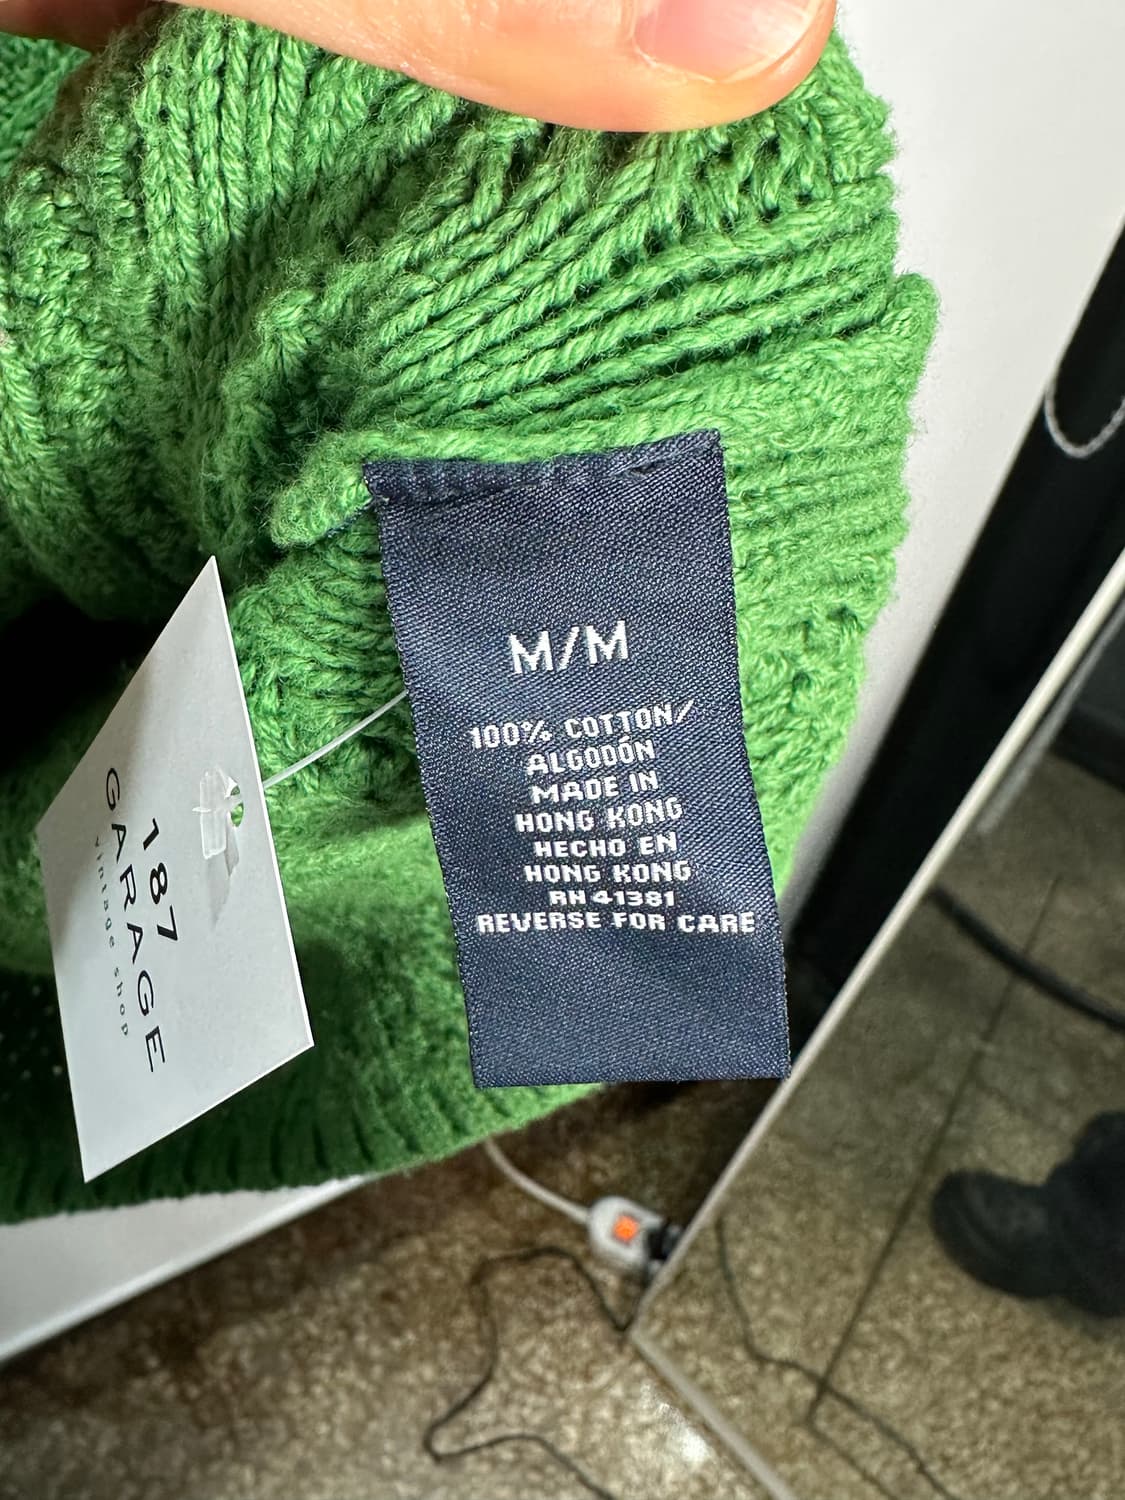 M/M
100% COTTON/
ALGODÓN
MADE IN
HONG KONG
HECHO EN
HONG KONG
RH 41381
REVERSE FOR CARE
187
GARAGE
vintage shop